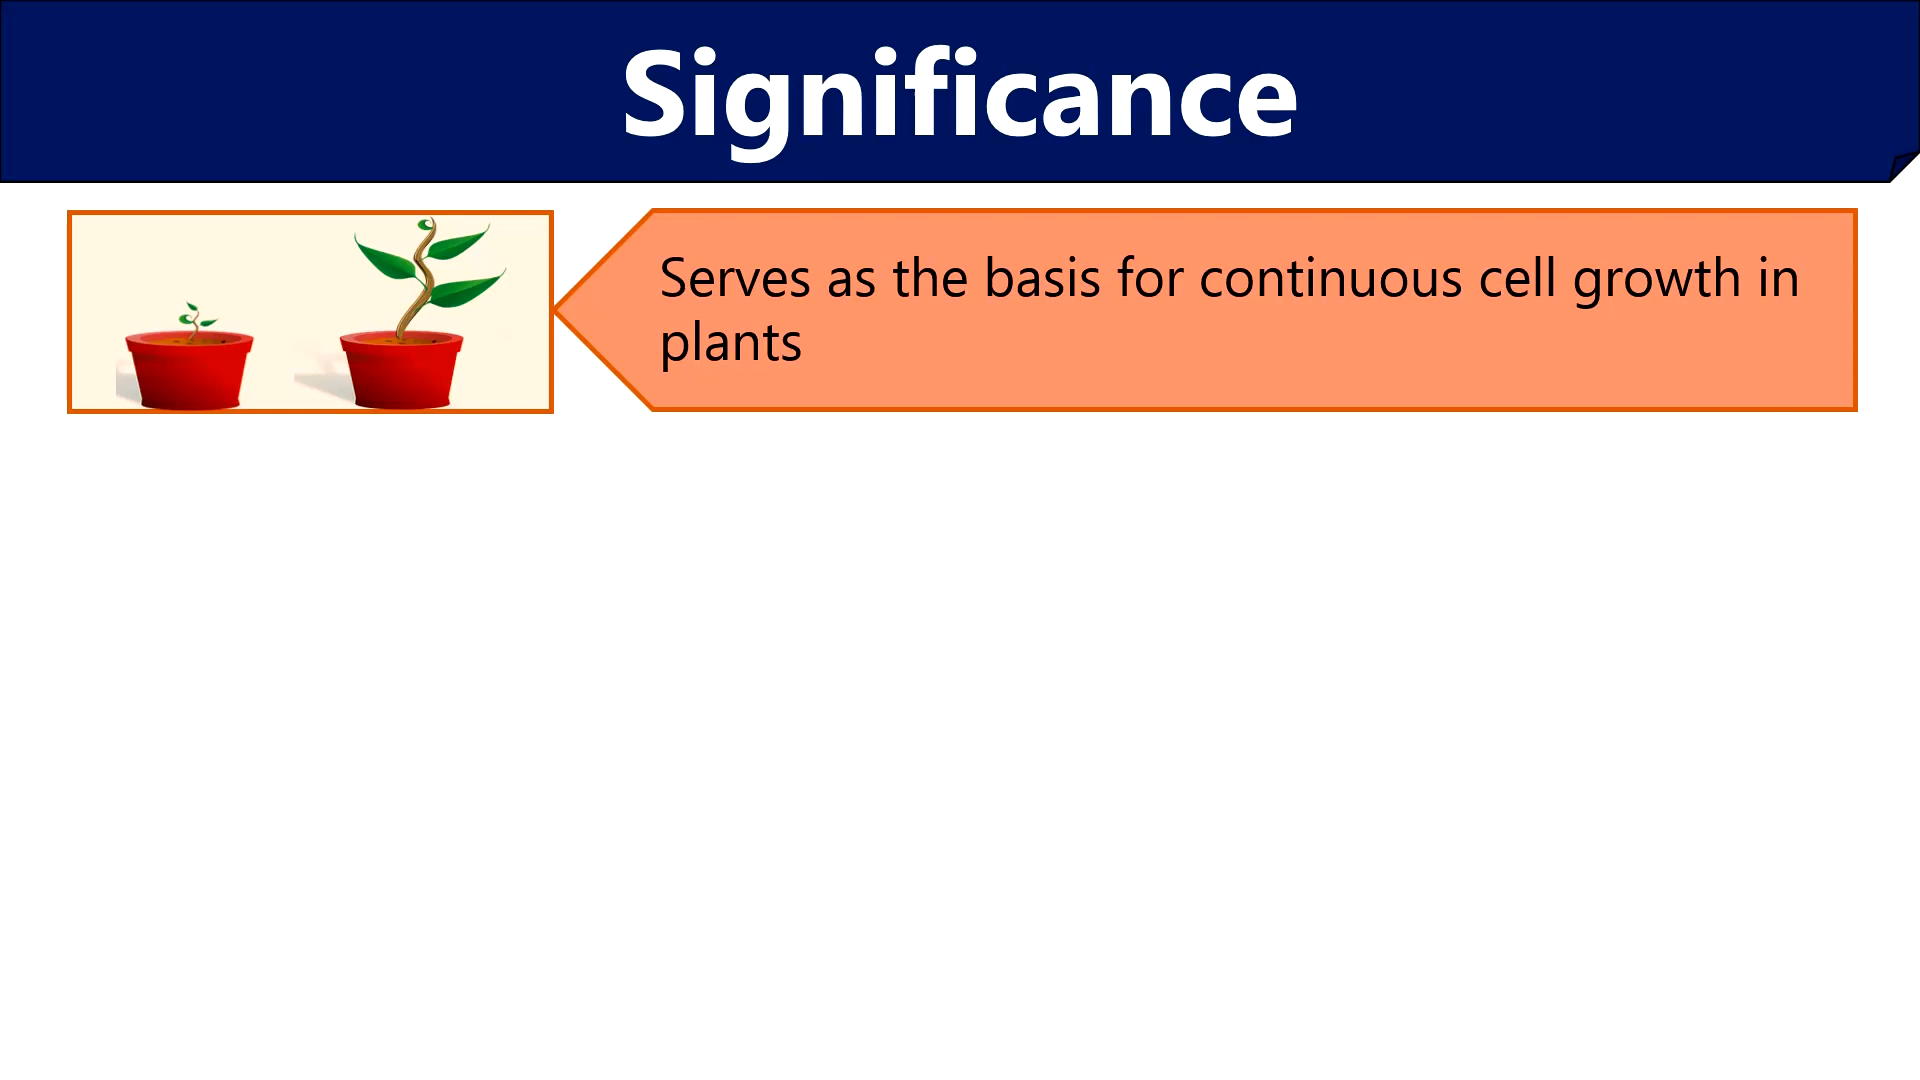 Significance
Serves as the basis for continuous cell growth in
plants